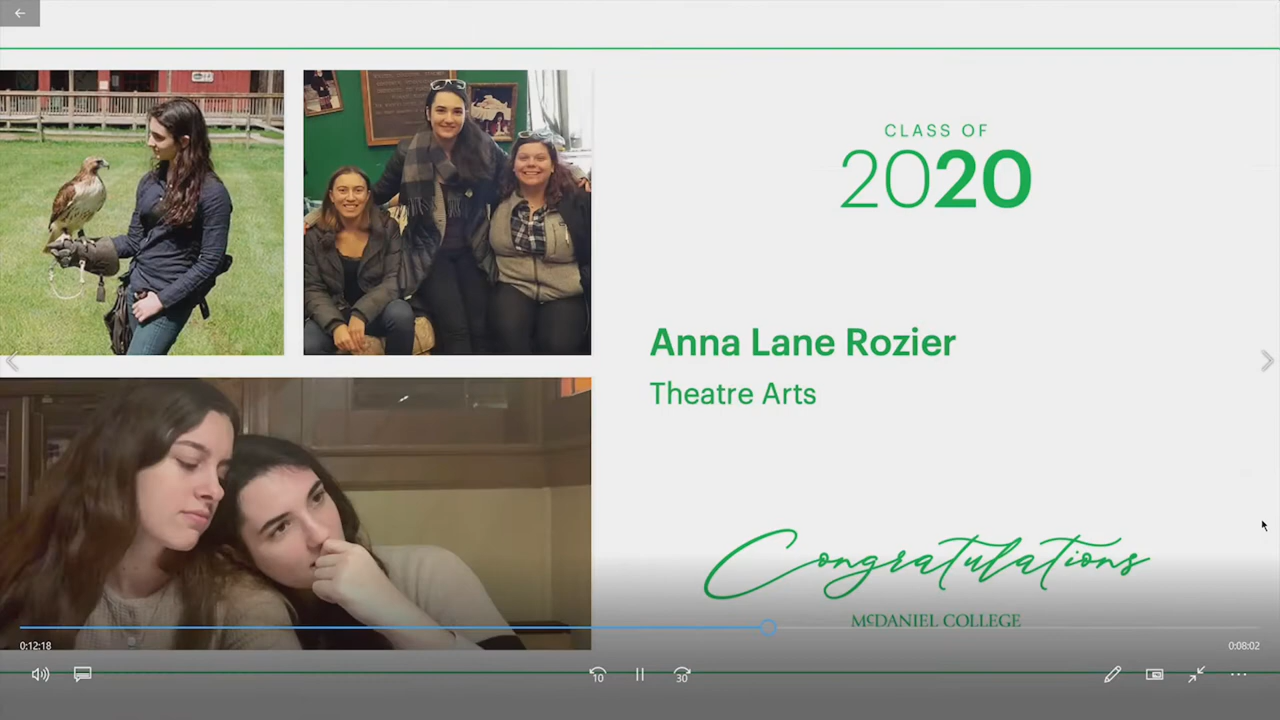 CLASS OF
2020
Anna Lane Rozier
Theatre Arts
Congratulations
McDANIEL COLLEGE
0:12:18
0:08:02
10
30